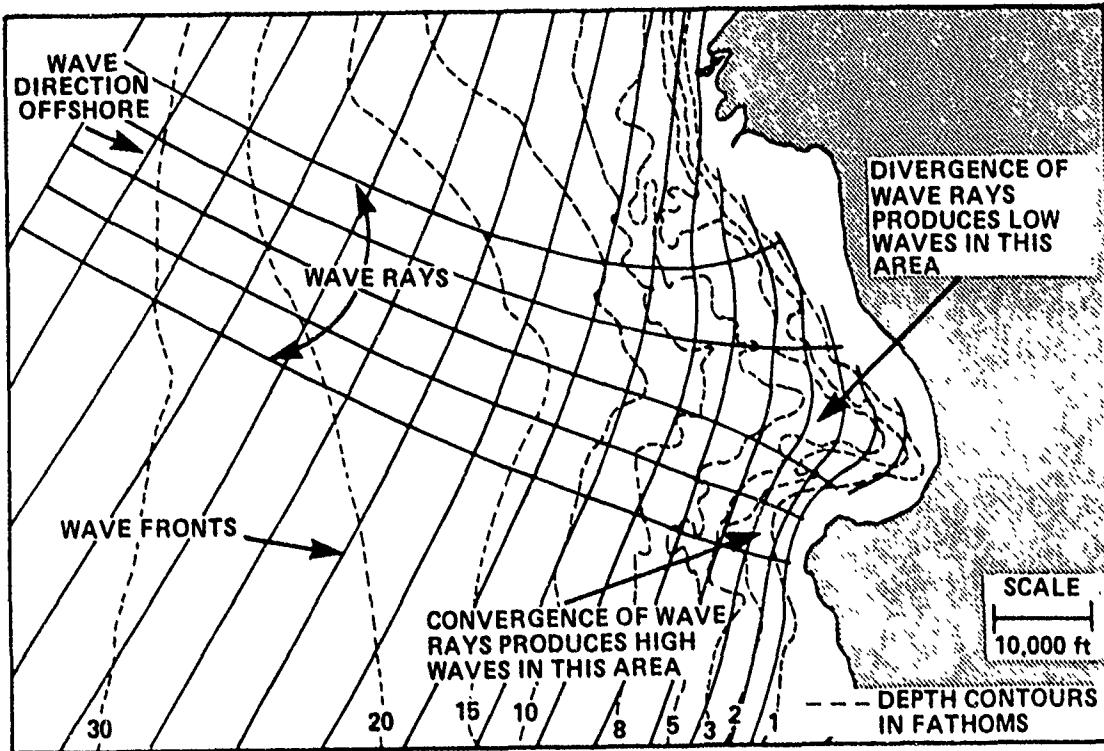 WAVE
DIRECTION
OFFSHORE
DIVERGENCE OF
WAVE RAYS
PRODUCES LOW
WAVES IN THIS
AREA
WAVE RAYS
WAVE FRONTS
CONVERGENCE OF WAVE
RAYS PRODUCES HIGH
WAVES IN THIS AREA
SCALE
10,000 ft
DEPTH CONTOURS
IN FATHOMS
30 20 15 10 8 5 3 2 1